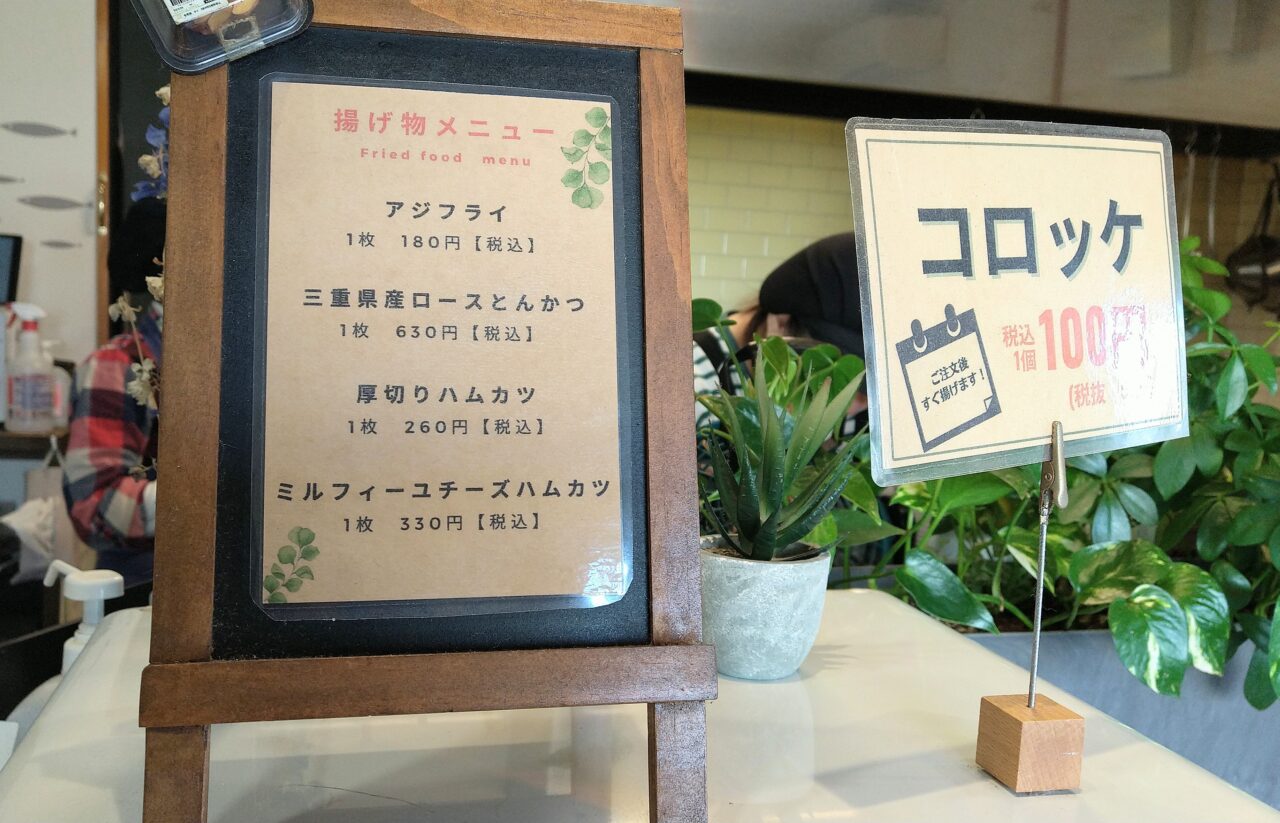 揚げ物メニュー
Fried food menu
アジフライ
1枚 180円【税込】
三重県産ロースとんかつ
1枚 630円【税込】
厚切りハムカツ
1枚 260円【税込】
ミルフィーユチーズハムカツ
1枚 330円【税込】
コロッケ
ご注文後
すぐ揚げます!
税込
1個
100円
(税抜